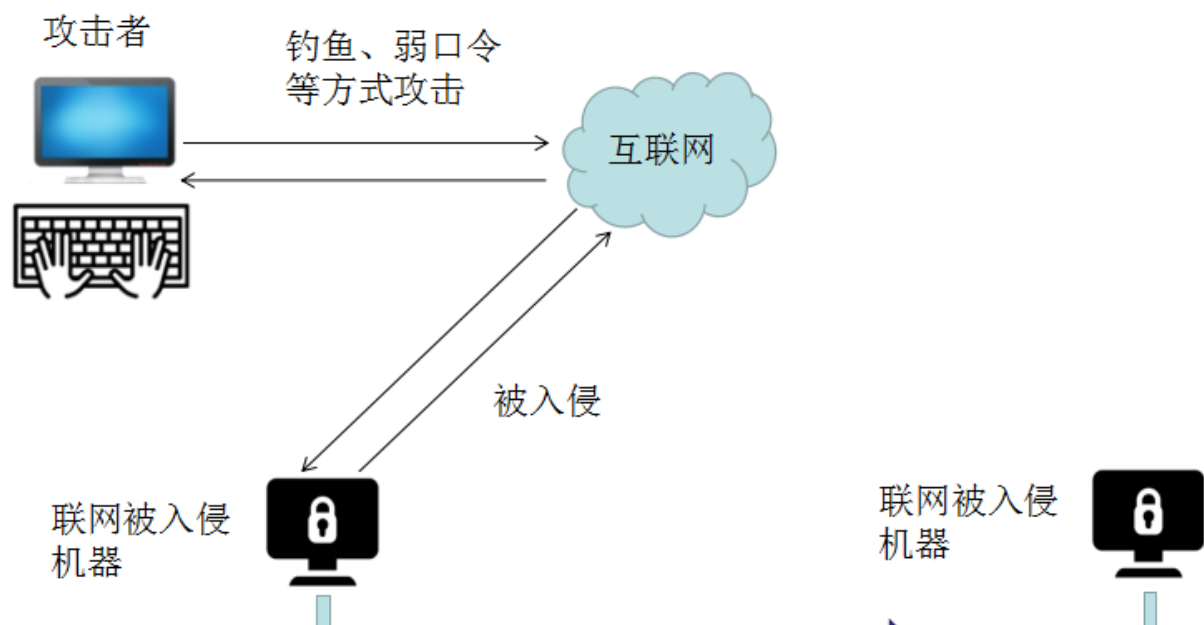 攻击者
钓鱼、弱口令
等方式攻击
互联网
被入侵
联网被入侵
机器
联网被入侵
机器